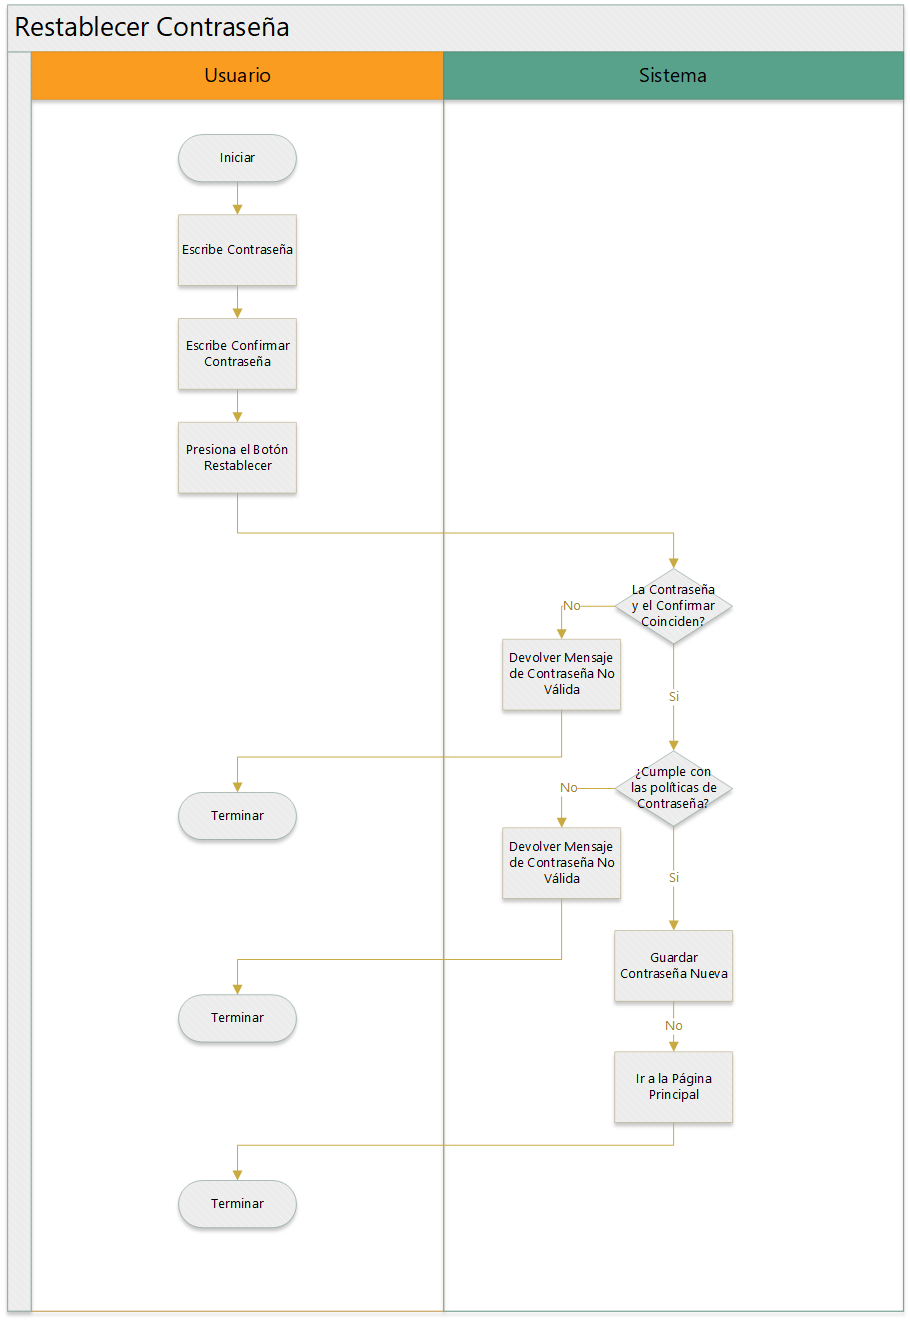 Restablecer Contraseña
Usuario
Sistema
Iniciar
Escribe Contraseña
Escribe Confirmar
Contraseña
Presiona el Botón
Restablecer
La Contraseña
y el Confirmar
Coinciden?
No
Devolver Mensaje
de Contraseña No
Válida
Si
Terminar
¿Cumple con
las políticas de
Contraseña?
No
Devolver Mensaje
de Contraseña No
Válida
Si
Guardar
Contraseña Nueva
Terminar
No
Ir a la Página
Principal
Terminar